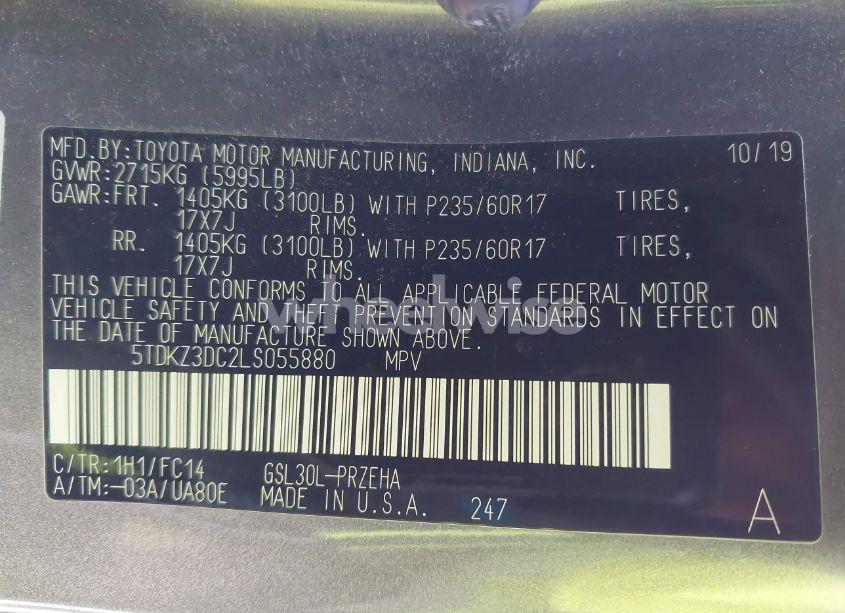 MFD.BY:TOYOTA MOTOR MANUFACTURING, INDIANA, INC. 10/19
GVWR:2715KG (5995LB)
GAWR:FRT. 1405KG (3100LB) WITH P235/60R17 TIRES,
17X7J RIMS.
RR. 1405KG (3100LB) WITH P235/60R17 TIRES,
17X7J RIMS.
THIS VEHICLE CONFORMS TO ALL APPLICABLE FEDERAL MOTOR
VEHICLE SAFETY AND THEFT PREVENTION STANDARDS IN EFFECT ON
THE DATE OF MANUFACTURE SHOWN ABOVE.
wheelwise
5TDKZ3DC2LS055880 MPV
C/TR:1H1/FC14 GSL30L-PRZEHA
A/TM:-03A/UA80E MADE IN U.S.A. 247
A